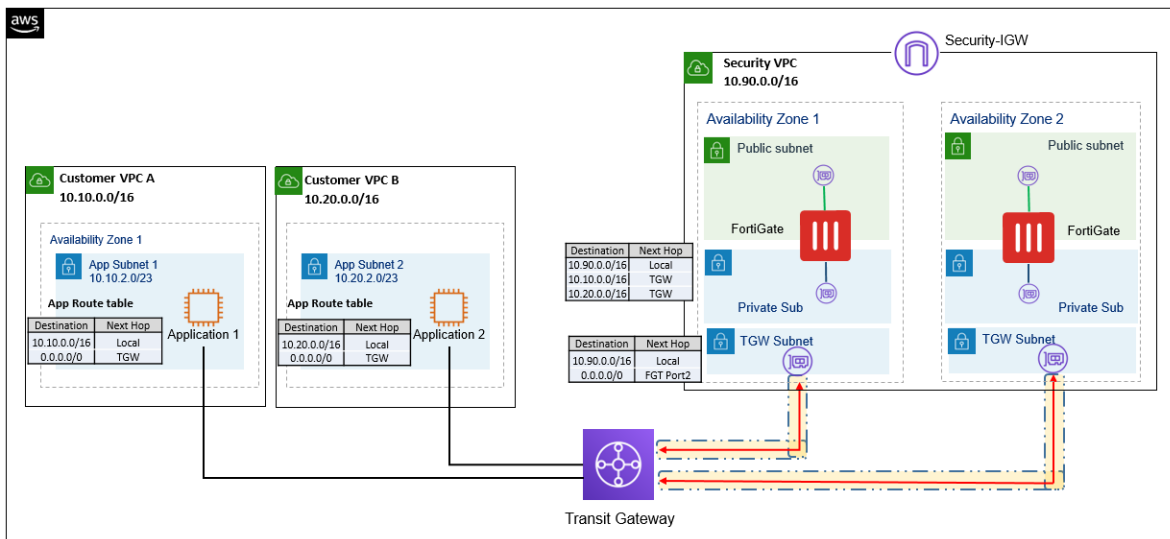 aws
Security-IGW
Security VPC
10.90.0.0/16
Availability Zone 1
Public subnet
FortiGate
Private Sub
TGW Subnet
Availability Zone 2
Public subnet
FortiGate
Private Sub
TGW Subnet
Destination Next Hop
10.90.0.0/16 Local
10.10.0.0/16 TGW
10.20.0.0/16 TGW
Destination Next Hop
10.90.0.0/16 Local
0.0.0.0/0 FGT Port2
Customer VPC A
10.10.0.0/16
Availability Zone 1
App Subnet 1
10.10.2.0/23
App Route table
Destination Next Hop
10.10.0.0/16 Local
0.0.0.0/0 TGW
Application 1
Customer VPC B
10.20.0.0/16
App Subnet 2
10.20.2.0/23
App Route table
Destination Next Hop
10.20.0.0/16 Local
0.0.0.0/0 TGW
Application 2
Transit Gateway